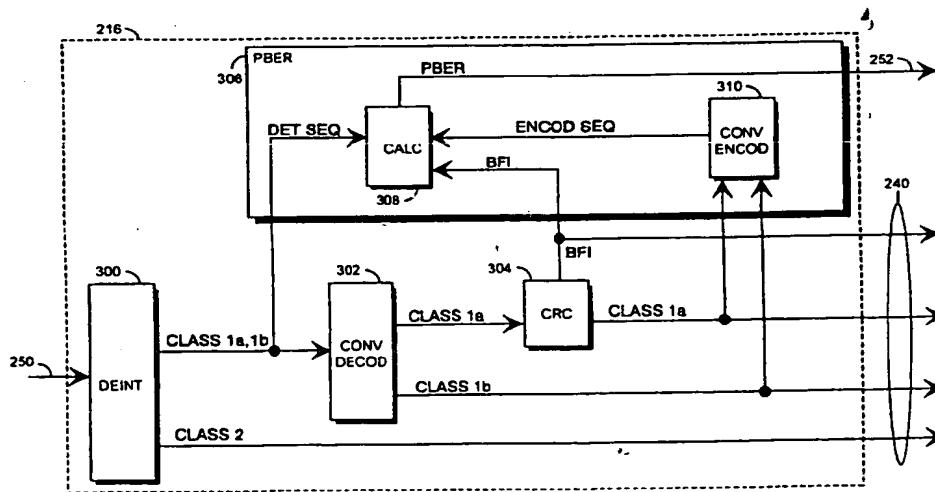 216
306
PBER
PBER
252
310
DET SEQ
ENCOD SEQ
CALC
CONV
ENCOD
BFI
308
240
300
302
304
BFI
CLASS 1a
CRC
CLASS 1a
CLASS 1a,1b
CONV
DECOD
250
DEINT
CLASS 1b
CLASS 2